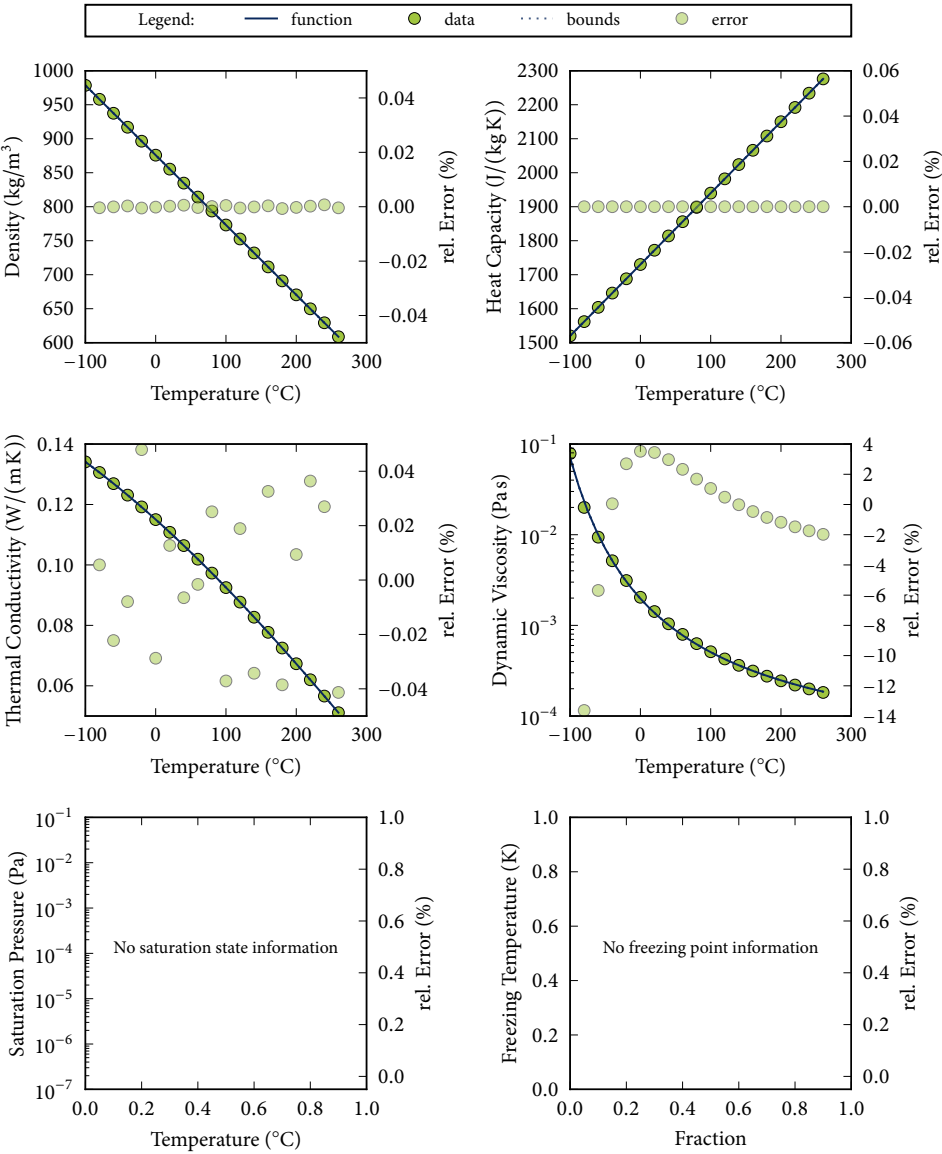 Legend: function data bounds error
1000
950
900
850
800
750
700
650
600
Density (kg/m³)
0.04
0.02
0.00
−0.02
−0.04
rel. Error (%)
−100 0 100 200 300
Temperature (°C)
2300
2200
2100
2000
1900
1800
1700
1600
1500
Heat Capacity (J/(kg K))
0.06
0.04
0.02
0.00
−0.02
−0.04
−0.06
rel. Error (%)
−100 0 100 200 300
Temperature (°C)
0.14
0.12
0.10
0.08
0.06
Thermal Conductivity (W/(m K))
0.04
0.02
0.00
−0.02
−0.04
rel. Error (%)
−100 0 100 200 300
Temperature (°C)
10⁻¹
10⁻²
10⁻³
10⁻⁴
Dynamic Viscosity (Pa s)
4
2
0
−2
−4
−6
−8
−10
−12
−14
rel. Error (%)
−100 0 100 200 300
Temperature (°C)
10⁻¹
10⁻²
10⁻³
10⁻⁴
10⁻⁵
10⁻⁶
10⁻⁷
Saturation Pressure (Pa)
No saturation state information
1.0
0.8
0.6
0.4
0.2
0.0
rel. Error (%)
0.0 0.2 0.4 0.6 0.8 1.0
Temperature (°C)
1.0
0.8
0.6
0.4
0.2
0.0
Freezing Temperature (K)
No freezing point information
1.0
0.8
0.6
0.4
0.2
0.0
rel. Error (%)
0.0 0.2 0.4 0.6 0.8 1.0
Fraction